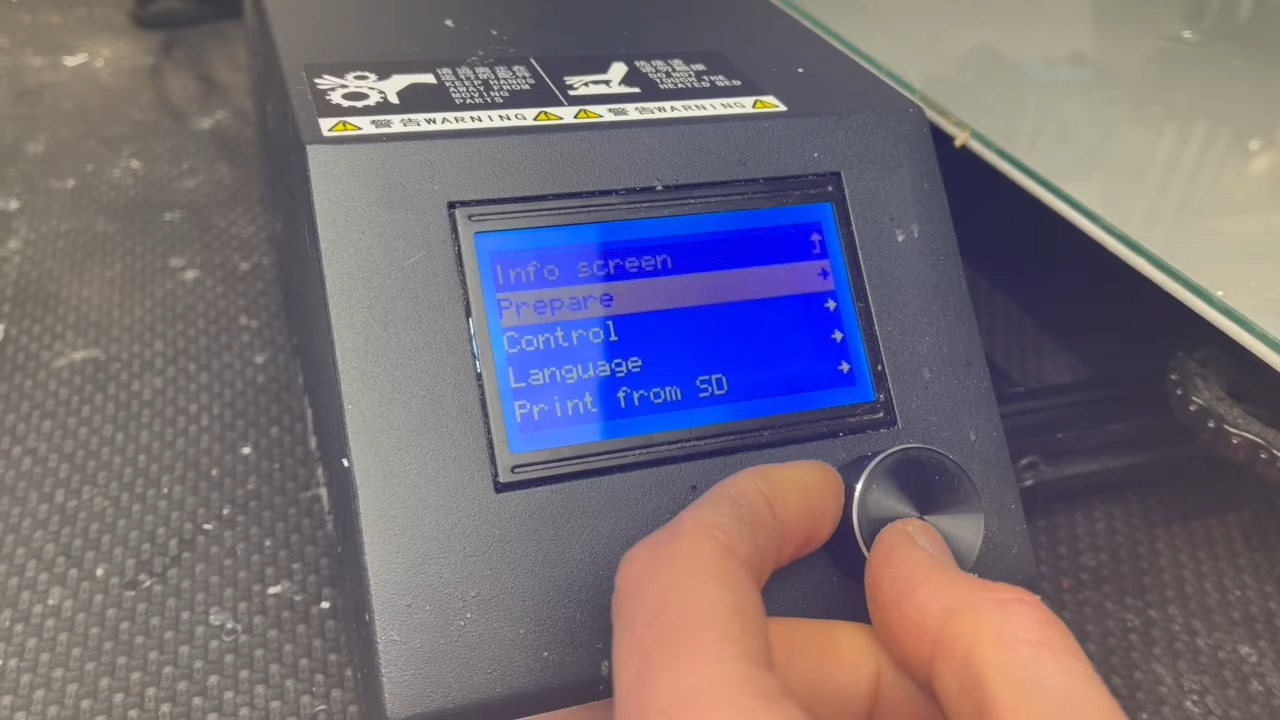 KEEP HANDS
AWAY FROM
MOVING
PARTS
DO NOT
TOUCH THE
HEATED BED
警告WARNING
警告WARNING
Info screen
Prepare
Control
Language
Print from SD